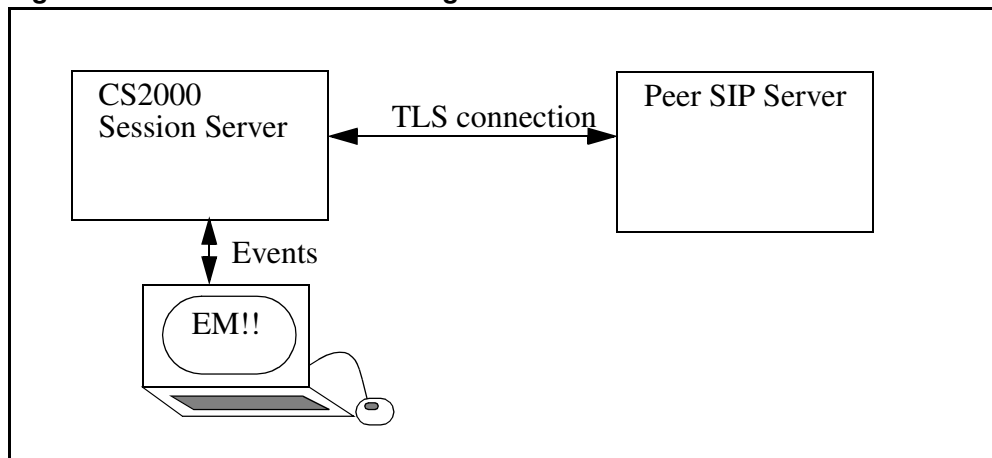 CS2000
Session Server
Peer SIP Server
TLS connection
Events
EM!!